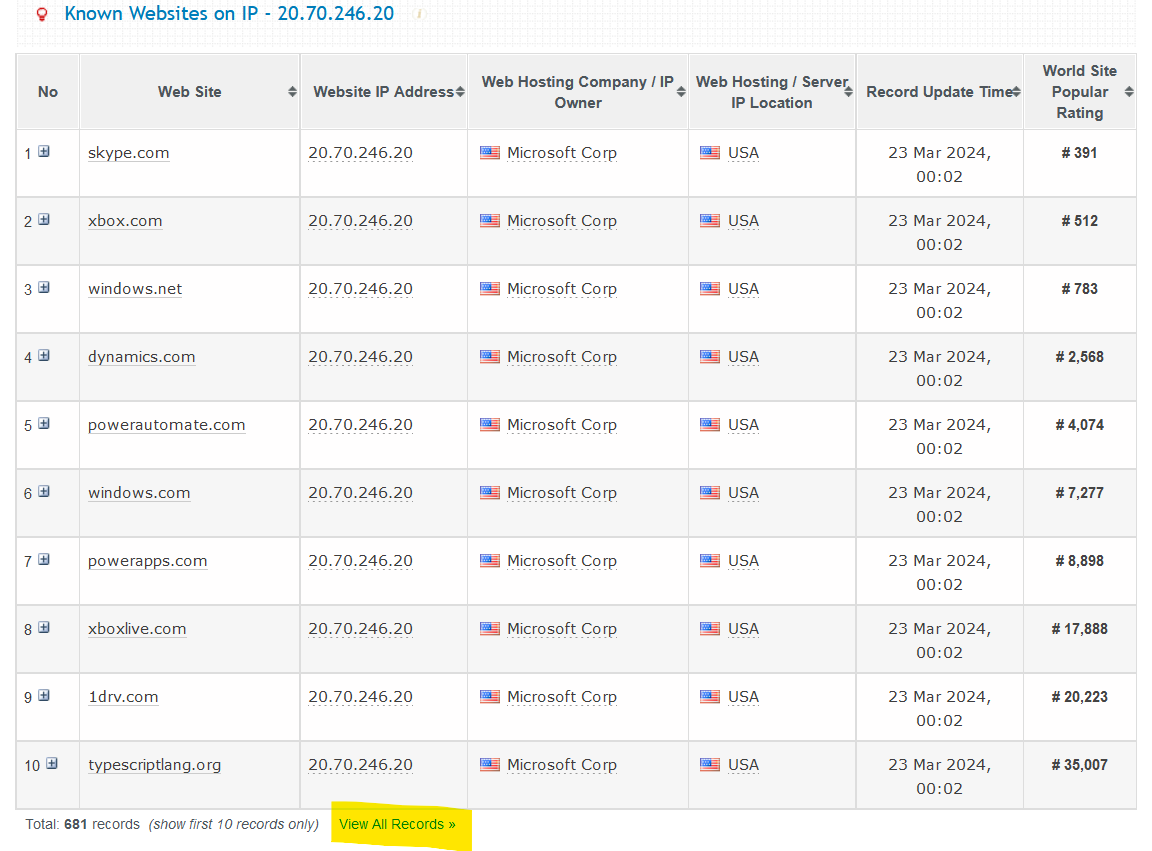 Known Websites on IP - 20.70.246.20
No Web Site Website IP Address Web Hosting Company / IP Owner Web Hosting / Server IP Location Record Update Time World Site Popular Rating
1 skype.com 20.70.246.20 Microsoft Corp USA 23 Mar 2024, 00:02 # 391
2 xbox.com 20.70.246.20 Microsoft Corp USA 23 Mar 2024, 00:02 # 512
3 windows.net 20.70.246.20 Microsoft Corp USA 23 Mar 2024, 00:02 # 783
4 dynamics.com 20.70.246.20 Microsoft Corp USA 23 Mar 2024, 00:02 # 2,568
5 powerautomate.com 20.70.246.20 Microsoft Corp USA 23 Mar 2024, 00:02 # 4,074
6 windows.com 20.70.246.20 Microsoft Corp USA 23 Mar 2024, 00:02 # 7,277
7 powerapps.com 20.70.246.20 Microsoft Corp USA 23 Mar 2024, 00:02 # 8,898
8 xboxlive.com 20.70.246.20 Microsoft Corp USA 23 Mar 2024, 00:02 # 17,888
9 1drv.com 20.70.246.20 Microsoft Corp USA 23 Mar 2024, 00:02 # 20,223
10 typescriptlang.org 20.70.246.20 Microsoft Corp USA 23 Mar 2024, 00:02 # 35,007
Total: 681 records (show first 10 records only) View All Records »